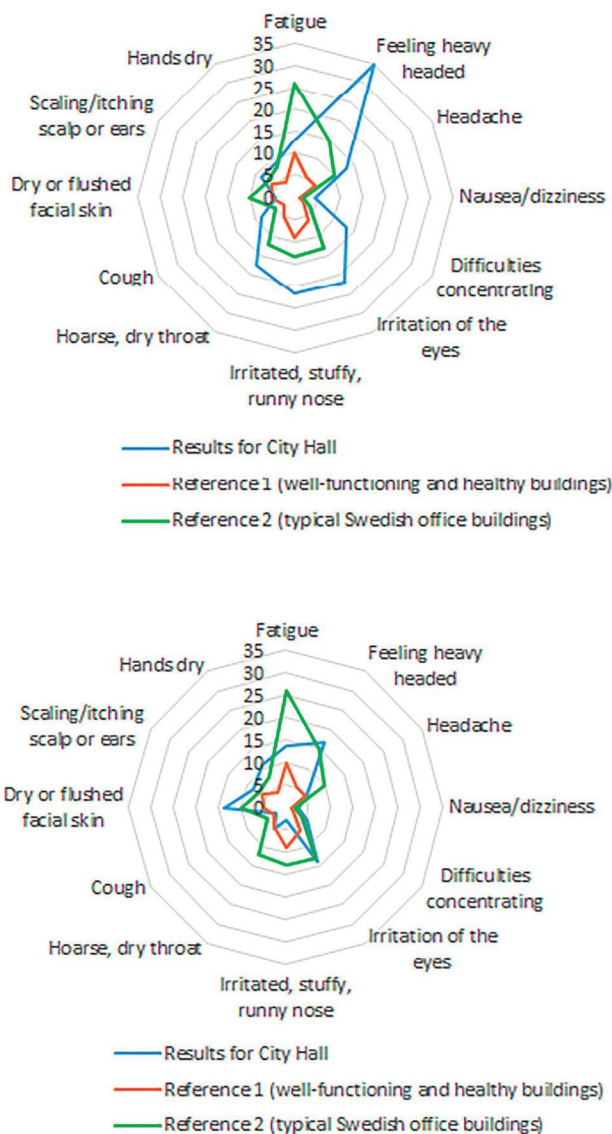 Fatigue
35
30
25
20
15
10
5
0
Feeling heavy
headed
Headache
Nausea/dizziness
Difficulties
concentrating
Irritation of the
eyes
Irritated, stuffy,
runny nose
Hoarse, dry throat
Cough
Dry or flushed
facial skin
Scaling/itching
scalp or ears
Hands dry
Results for City Hall
Reference 1 (well-functioning and healthy buildings)
Reference 2 (typical Swedish office buildings)
Fatigue
35
30
25
20
15
10
5
0
Feeling heavy
headed
Headache
Nausea/dizziness
Difficulties
concentrating
Irritation of the
eyes
Irritated, stuffy,
runny nose
Hoarse, dry throat
Cough
Dry or flushed
facial skin
Scaling/itching
scalp or ears
Hands dry
Results for City Hall
Reference 1 (well-functioning and healthy buildings)
Reference 2 (typical Swedish office buildings)